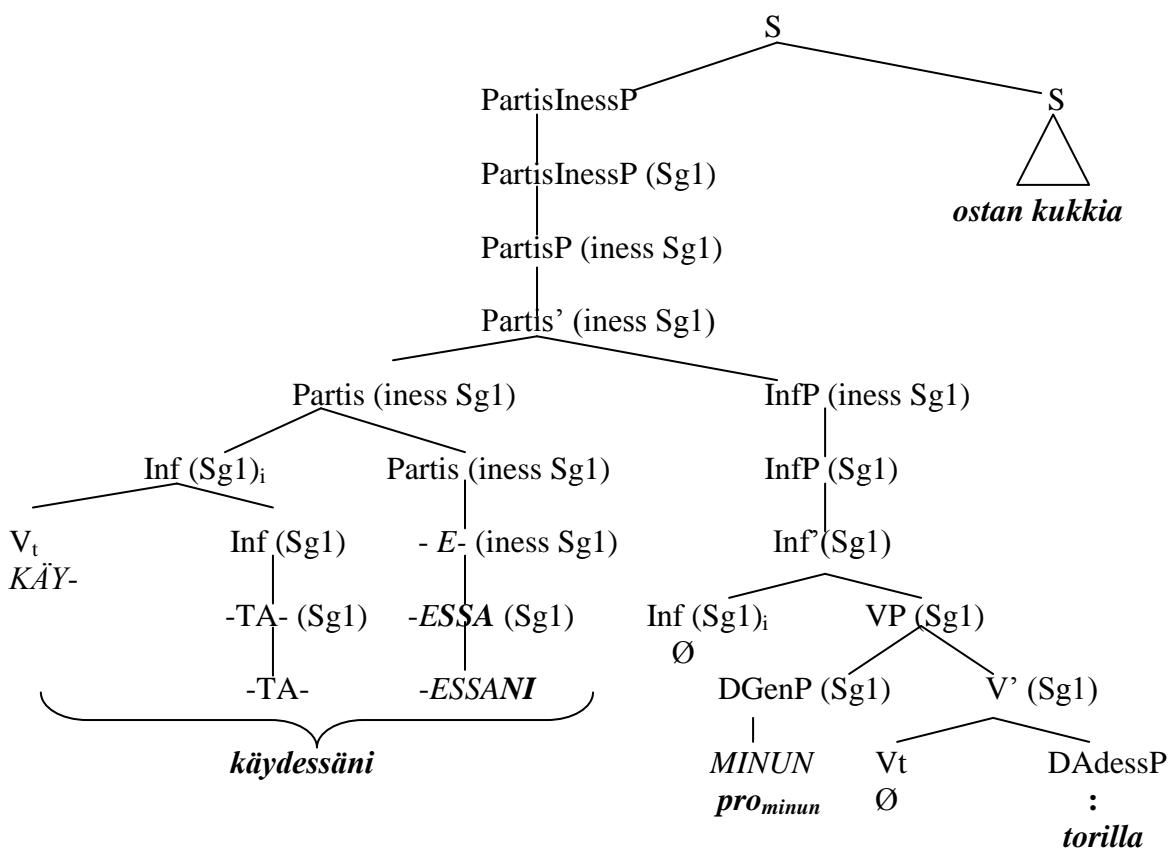 S
PartisInessP S
PartisInessP (Sg1)
ostan kukkia
PartisP (iness Sg1)
Partis’ (iness Sg1)
Partis (iness Sg1) InfP (iness Sg1)
Inf (Sg1)i Partis (iness Sg1) InfP (Sg1)
Vt Inf (Sg1) - E- (iness Sg1) Inf’(Sg1)
KÄY-
-TA- (Sg1) -ESSA (Sg1) Inf (Sg1)i VP (Sg1)
Ø
-TA- -ESSANI DGenP (Sg1) V’ (Sg1)
käydessäni MINUN Vt DAdessP
prominun Ø :
torilla